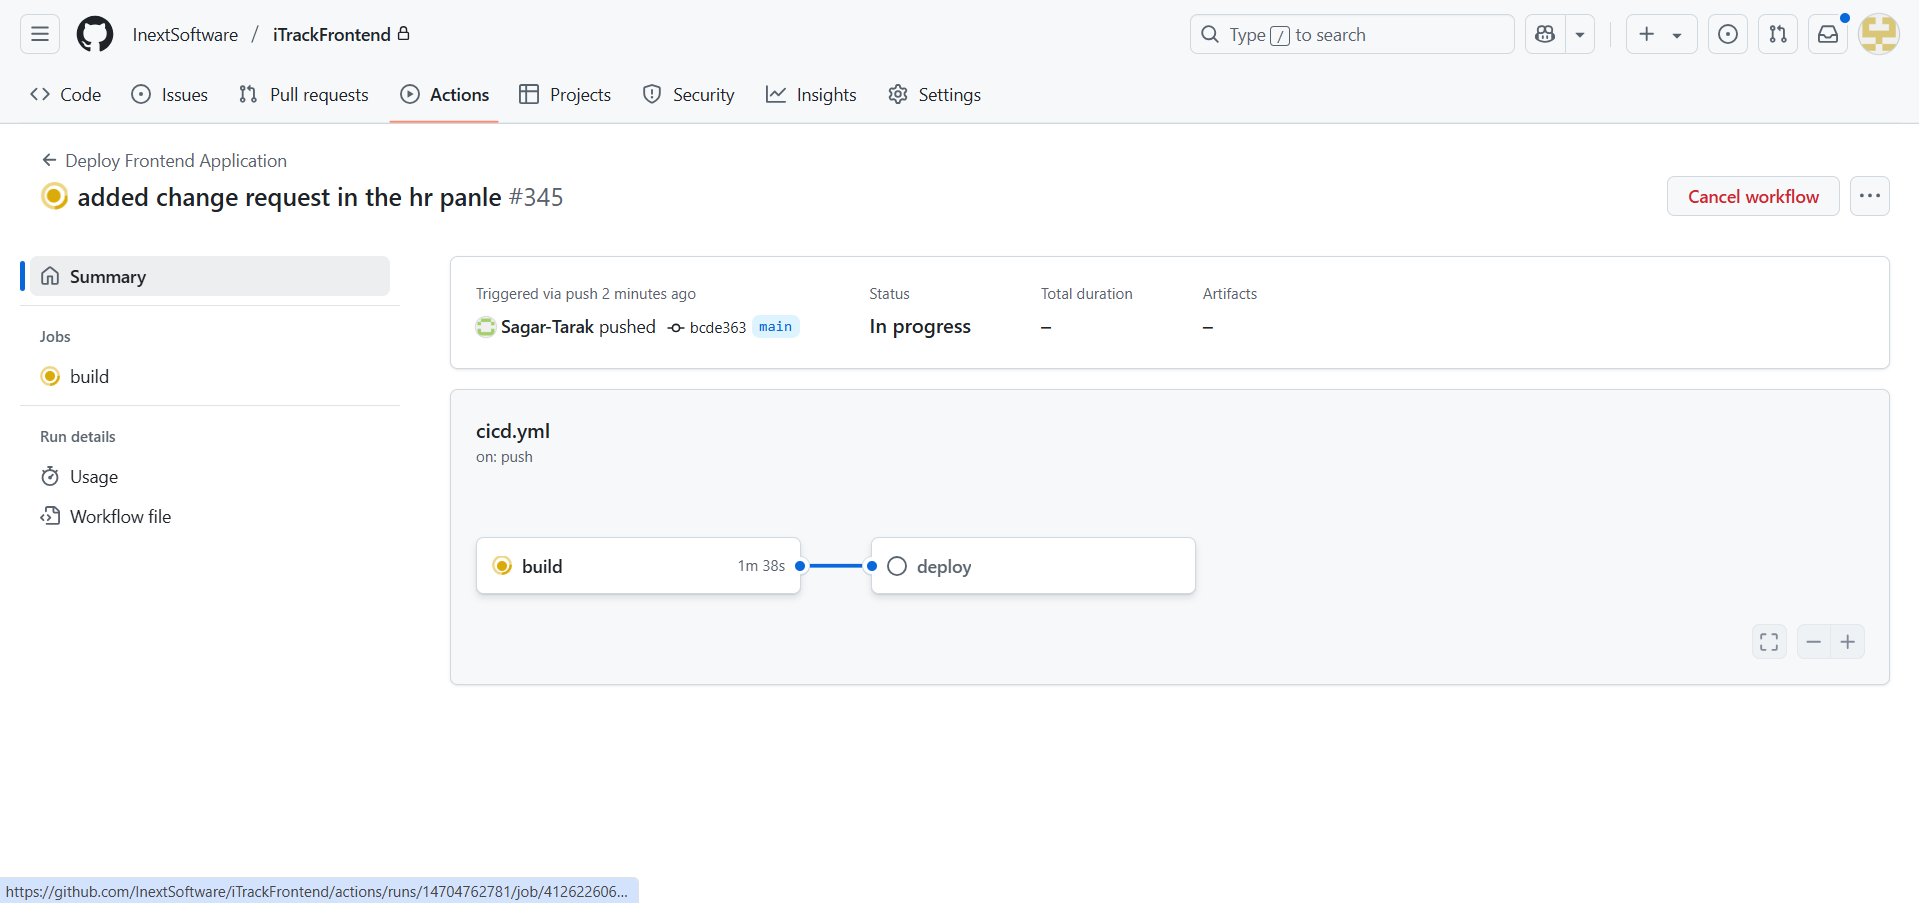 InextSoftware / iTrackFrontend
Type / to search
Code Issues Pull requests Actions Projects Security Insights Settings
Deploy Frontend Application
added change request in the hr panle #345
Cancel workflow
Summary
Jobs
build
Run details
Usage
Workflow file
Triggered via push 2 minutes ago
Sagar-Tarak pushed bcde363 main
Status
In progress
Total duration
–
Artifacts
–
cicd.yml
on: push
build 1m 38s
deploy
https://github.com/InextSoftware/iTrackFrontend/actions/runs/14704762781/job/412622606...